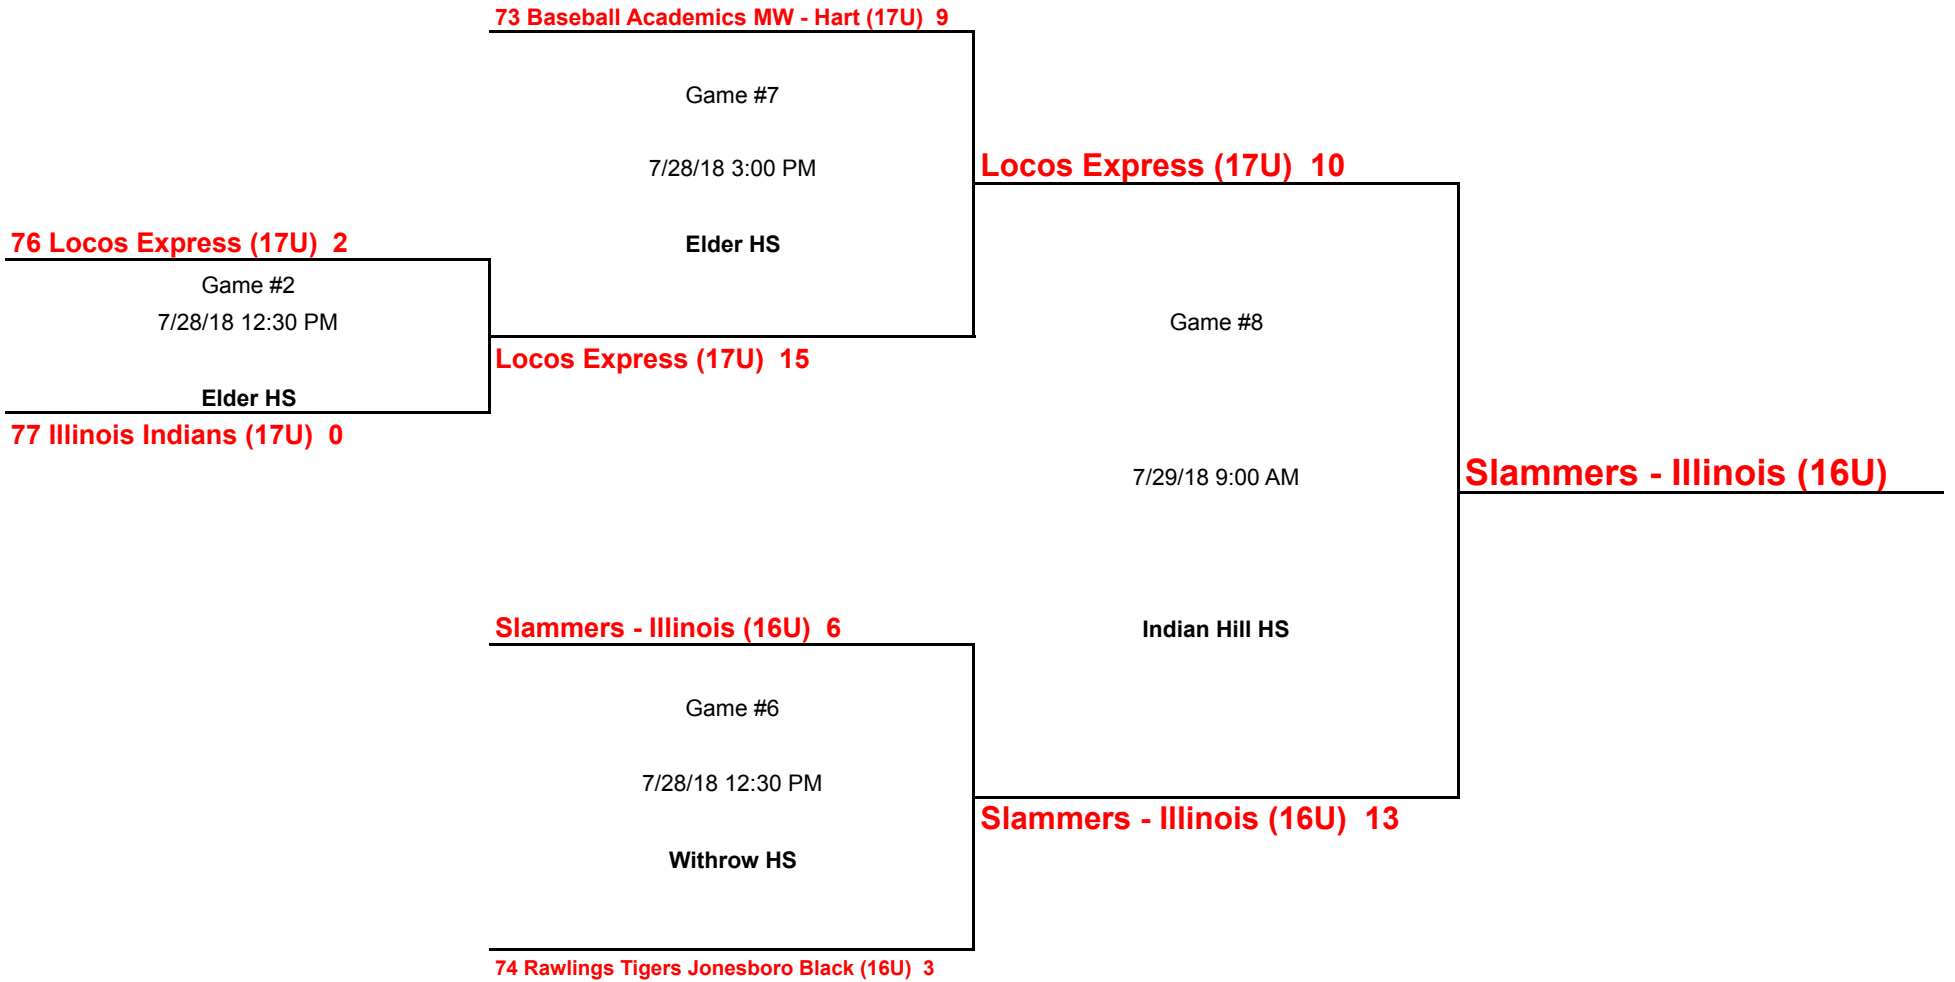 73 Baseball Academics MW - Hart (17U)  9
Game #7
7/28/18 3:00 PM
Locos Express (17U)  10
76 Locos Express (17U)  2
Elder HS
Game #2
7/28/18 12:30 PM
Game #8
Locos Express (17U)  15
Elder HS
77 Illinois Indians (17U)  0
7/29/18 9:00 AM
Slammers - Illinois (16U)
Slammers - Illinois (16U)  6
Indian Hill HS
Game #6
7/28/18 12:30 PM
Slammers - Illinois (16U)  13
Withrow HS
74 Rawlings Tigers Jonesboro Black (16U)  3